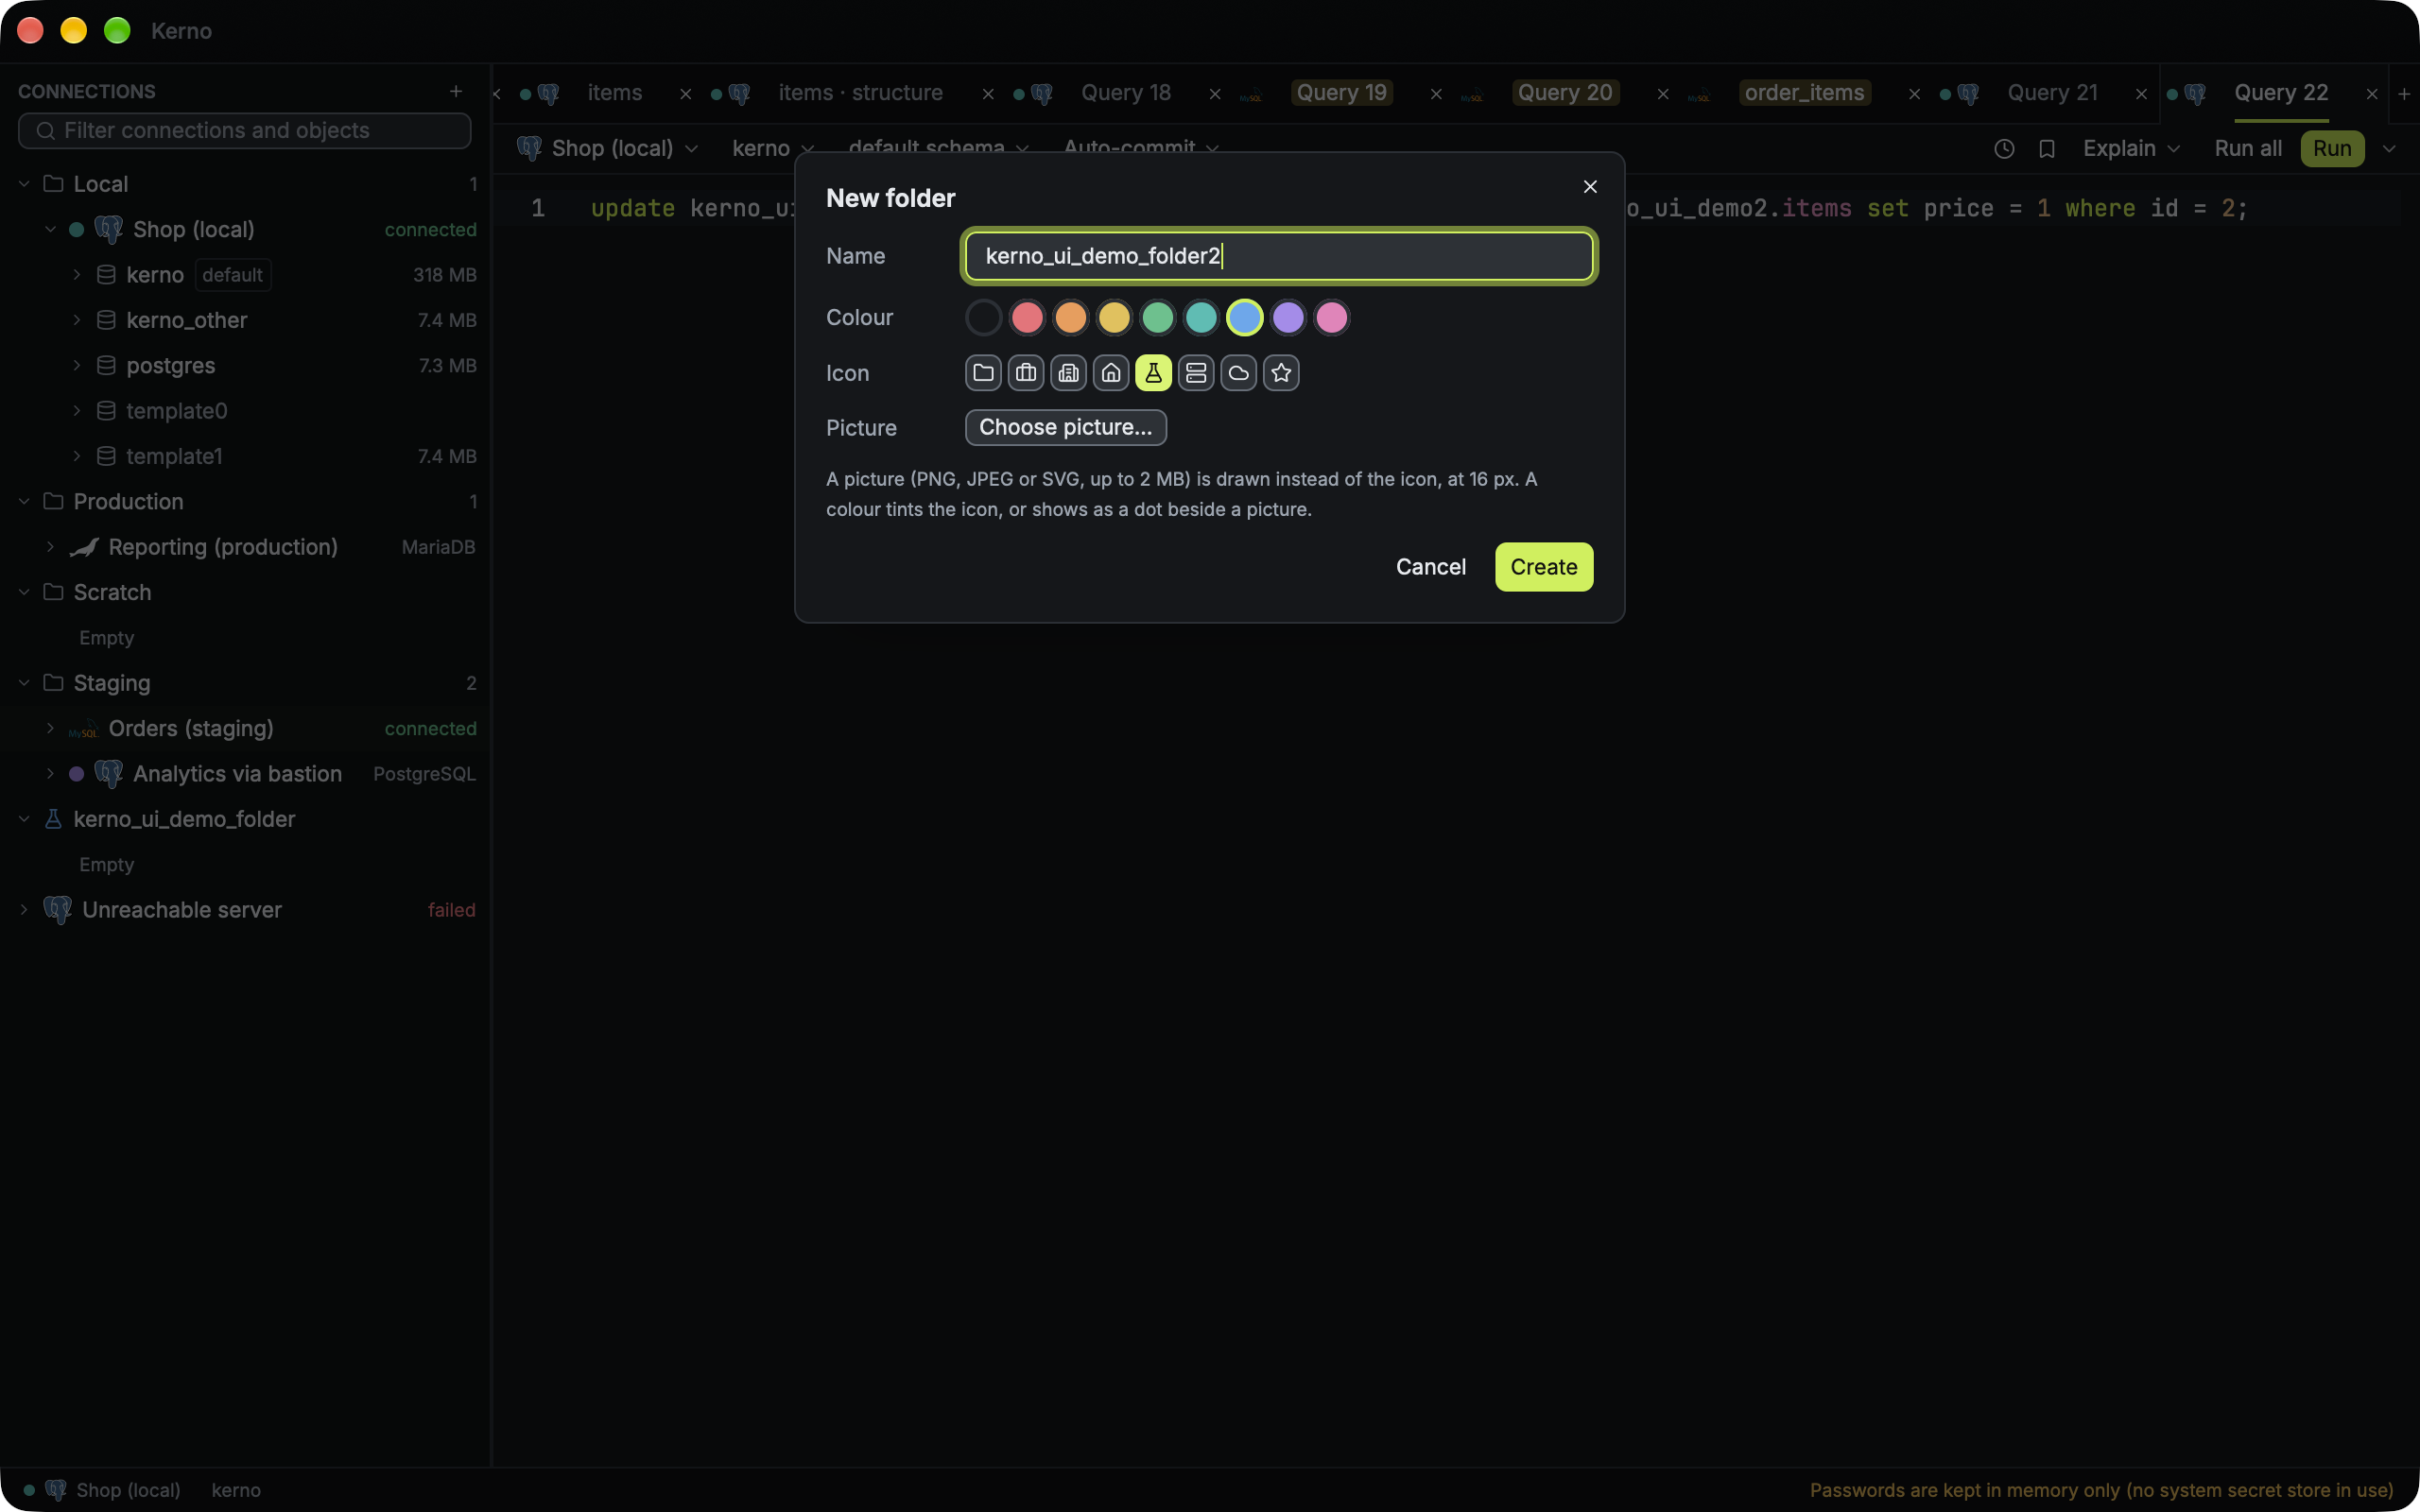 Kerno
CONNECTIONS
Filter connections and objects
Local 1
Shop (local) connected
kerno default 318 MB
kerno_other 7.4 MB
postgres 7.3 MB
template0
template1 7.4 MB
Production 1
Reporting (production) MariaDB
Scratch
Empty
Staging 2
MySQL Orders (staging) connected
Analytics via bastion PostgreSQL
kerno_ui_demo_folder
Empty
Unreachable server failed
items items · structure Query 18 MySQL Query 19 MySQL Query 20 MySQL order_items Query 21 Query 22
Shop (local) kerno default schema Auto-commit Explain Run all Run
1 update kerno_ui o_ui_demo2.items set price = 1 where id = 2;
New folder
Name kerno_ui_demo_folder2
Colour
Icon
Picture Choose picture...
A picture (PNG, JPEG or SVG, up to 2 MB) is drawn instead of the icon, at 16 px. A
colour tints the icon, or shows as a dot beside a picture.
Cancel Create
Shop (local) kerno Passwords are kept in memory only (no system secret store in use)